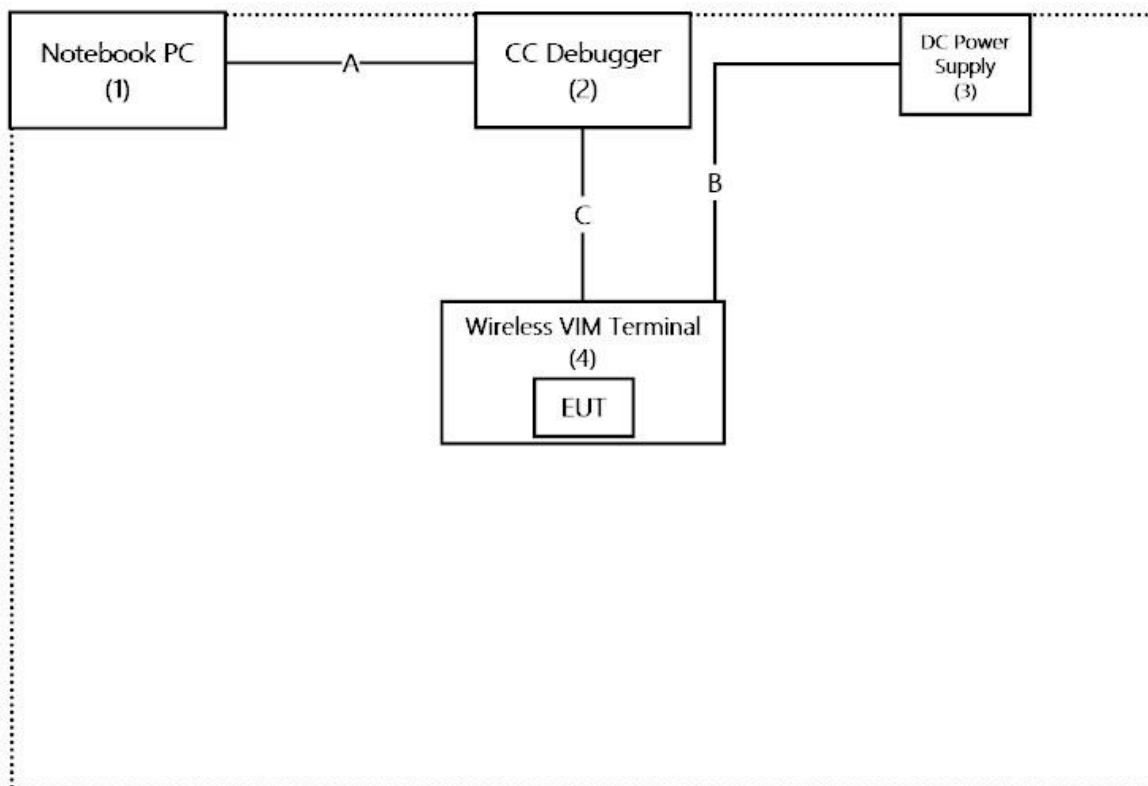 Notebook PC
(1)
A
CC Debugger
(2)
DC Power
Supply
(3)
B
C
Wireless VIM Terminal
(4)
EUT